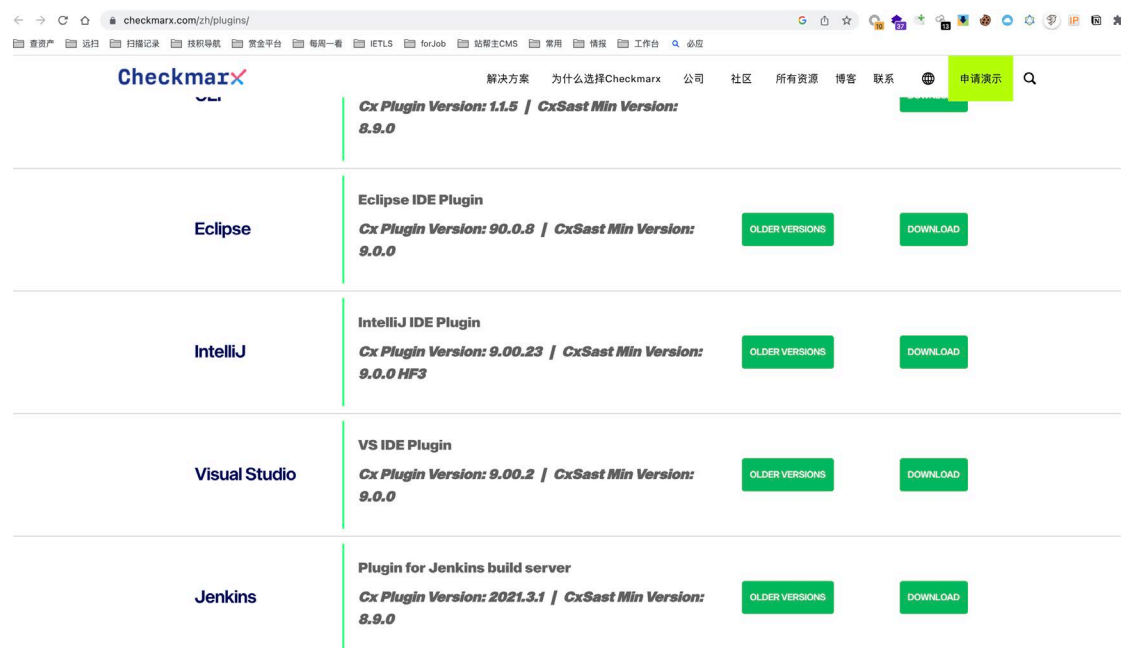 checkmarx.com/zh/plugins/
10 37 13 iP
查资产 远扫 扫描记录 技积导航 赏金平台 每周一看 IETLS forJob 站帮主CMS 常用 情报 工作台 必应
Checkmarx 解决方案 为什么选择Checkmarx 公司 社区 所有资源 博客 联系 申请演示
Cx Plugin Version: 1.1.5 | CxSast Min Version:
8.9.0
Eclipse IDE Plugin
Eclipse Cx Plugin Version: 90.0.8 | CxSast Min Version: OLDER VERSIONS DOWNLOAD
9.0.0
IntelliJ IDE Plugin
IntelliJ Cx Plugin Version: 9.00.23 | CxSast Min Version: OLDER VERSIONS DOWNLOAD
9.0.0 HF3
VS IDE Plugin
Visual Studio Cx Plugin Version: 9.00.2 | CxSast Min Version: OLDER VERSIONS DOWNLOAD
9.0.0
Plugin for Jenkins build server
Jenkins Cx Plugin Version: 2021.3.1 | CxSast Min Version: OLDER VERSIONS DOWNLOAD
8.9.0